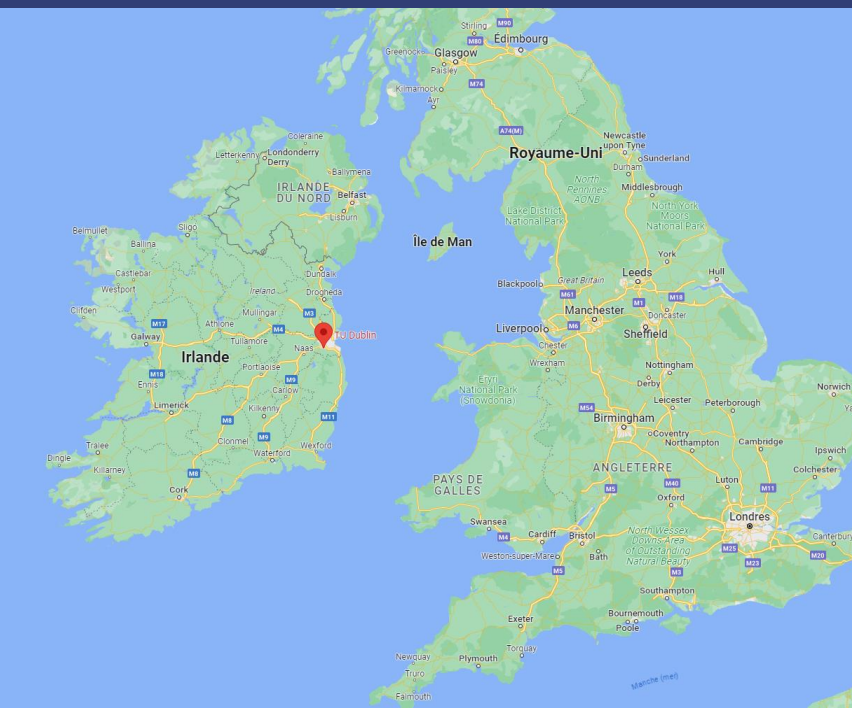 Stirling
M90
M80
Édimbourg
Greenock
Glasgow
Paisley
Kilmarnock
M74
Ayr
A74(M)
Royaume-Uni
Newcastle
upon Tyne
Sunderland
Durham
Coleraine
Letterkenny
Londonderry
Derry
Ballymena
IRLANDE
DU NORD
Belfast
Lisburn
North
Pennines
AONB
Middlesbrough
Lake District
National Park
North York
Moors
National Park
Belmullet
Sligo
Ballina
Île de Man
York
Castlebar
Westport
Dundalk
Drogheda
Ireland
Blackpool
Great Britain
Leeds
Hull
M61
M1
M18
Clifden
Mullingar
M3
Manchester
Doncaster
M17
Athlone
M4
TU Dublin
Liverpool
M6
Sheffield
Galway
Tullamore
Naas
Chester
Irlande
Portlaoise
Wrexham
Nottingham
M18
M9
Eryri
National Park
(Snowdonia)
Derby
Norwich
Ennis
Carlow
Limerick
Kilkenny
M11
M54
Leicester
Peterborough
M8
Birmingham
Clonmel
M9
Wexford
Coventry
Northampton
Cambridge
Tralee
Waterford
Ipswich
Dingle
Killarney
M8
ANGLETERRE
Colchester
PAYS DE
GALLES
M5
M40
Luton
M11
Cork
Oxford
Londres
Swansea
M4
Cardiff
Bristol
North Wessex
Downs Area
of Outstanding
Natural Beauty
Canterbury
Weston-super-Mare
Bath
M25
M20
M5
M3
M23
Southampton
Exeter
Bournemouth
Poole
Torquay
Newquay
Plymouth
Truro
Manche (mer)
Falmouth